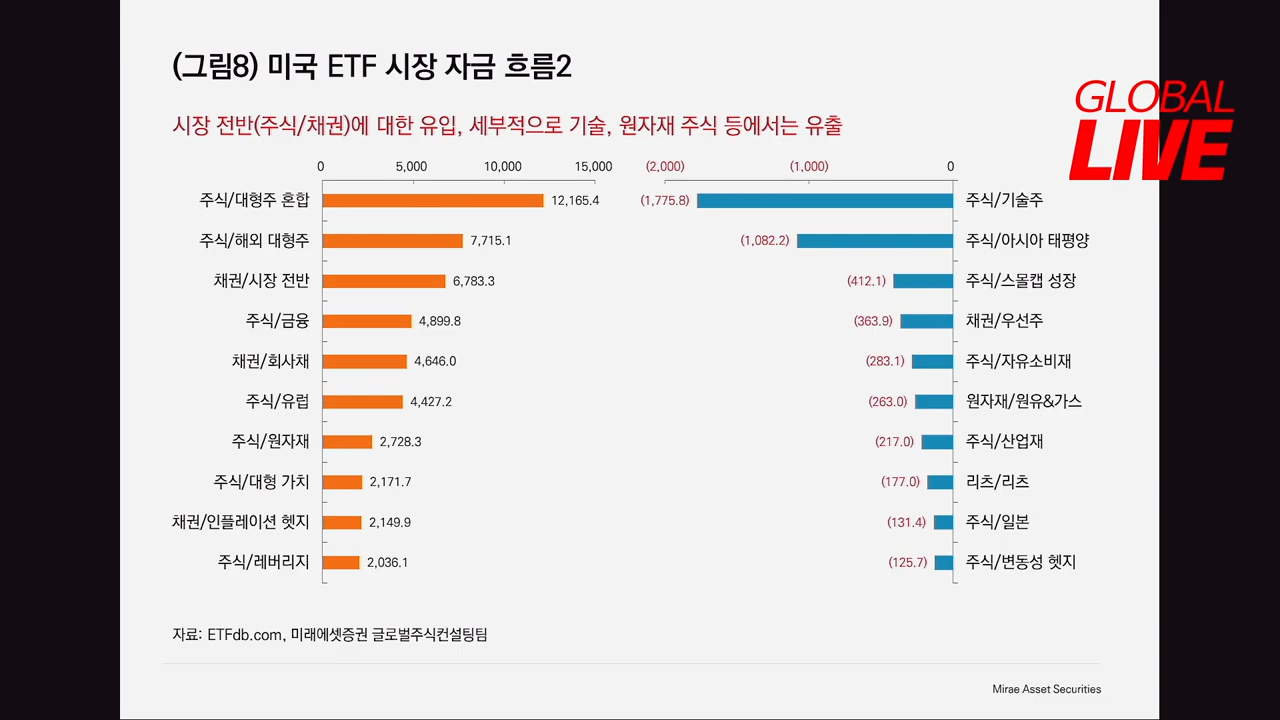 (그림8) 미국 ETF 시장 자금 흐름2
GLOBAL
LIVE
시장 전반(주식/채권)에 대한 유입, 세부적으로 기술, 원자재 주식 등에서는 유출
0 5,000 10,000 15,000 (2,000) (1,000) 0
주식/대형주 혼합 12,165.4 (1,775.8) 주식/기술주
주식/해외 대형주 7,715.1 (1,082.2) 주식/아시아 태평양
채권/시장 전반 6,783.3 (412.1) 주식/스몰캡 성장
주식/금융 4,899.8 (363.9) 채권/우선주
채권/회사채 4,646.0 (283.1) 주식/자유소비재
주식/유럽 4,427.2 (263.0) 원자재/원유&가스
주식/원자재 2,728.3 (217.0) 주식/산업재
주식/대형 가치 2,171.7 (177.0) 리츠/리츠
채권/인플레이션 헷지 2,149.9 (131.4) 주식/일본
주식/레버리지 2,036.1 (125.7) 주식/변동성 헷지
자료: ETFdb.com, 미래에셋증권 글로벌주식컨설팅팀
Mirae Asset Securities